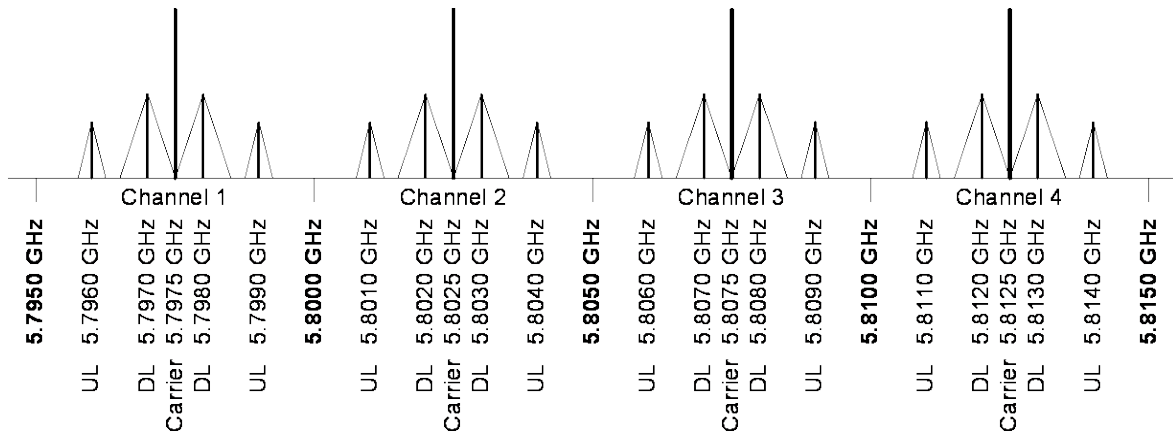 Channel 1
Channel 2
Channel 3
Channel 4
5.7950 GHz
UL 5.7960 GHz
DL 5.7970 GHz
Carrier 5.7975 GHz
DL 5.7980 GHz
UL 5.7990 GHz
5.8000 GHz
UL 5.8010 GHz
DL 5.8020 GHz
Carrier 5.8025 GHz
DL 5.8030 GHz
UL 5.8040 GHz
5.8050 GHz
UL 5.8060 GHz
DL 5.8070 GHz
Carrier 5.8075 GHz
DL 5.8080 GHz
UL 5.8090 GHz
5.8100 GHz
UL 5.8110 GHz
DL 5.8120 GHz
Carrier 5.8125 GHz
DL 5.8130 GHz
UL 5.8140 GHz
5.8150 GHz